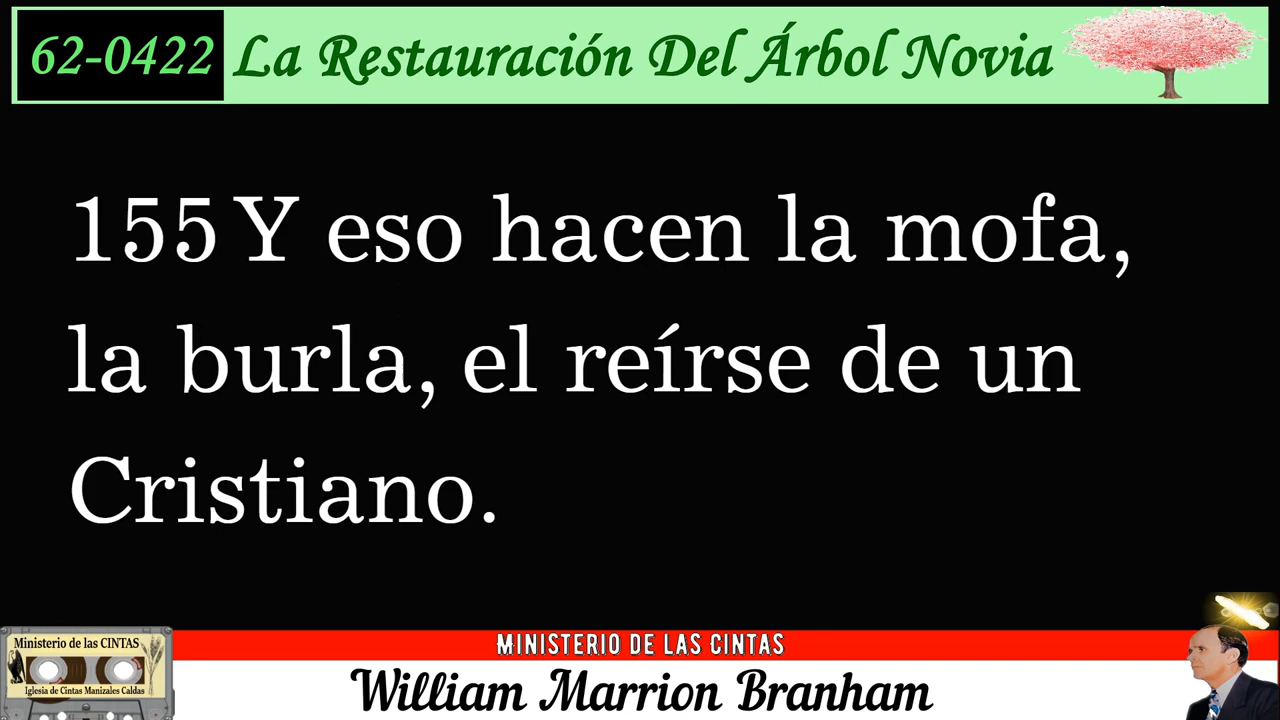 62-0422 La Restauración Del Árbol Novia
155 Y eso hacen la mofa,
la burla, el reírse de un
Cristiano.
Ministerio de las CINTAS
Iglesia de Cintas Manizales Caldas
MINISTERIO DE LAS CINTAS
William Marrion Branham